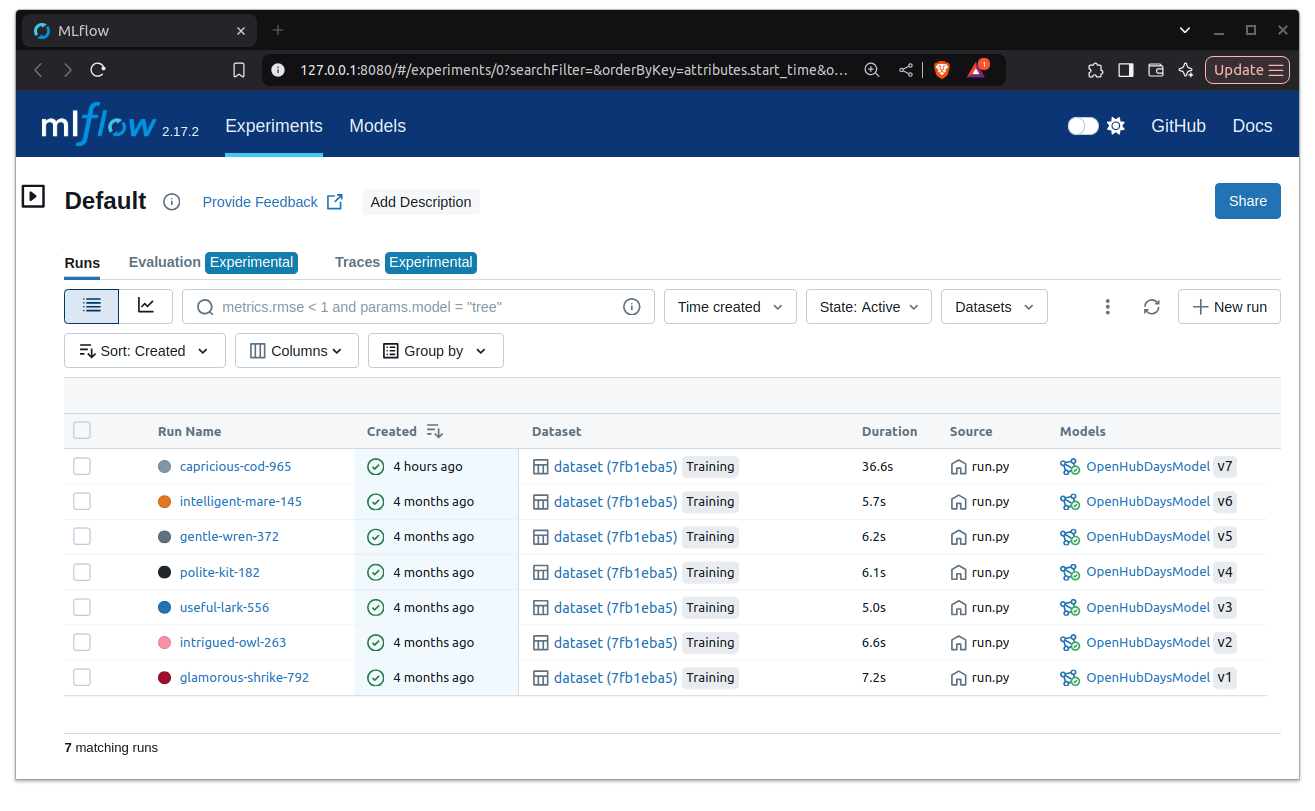 MLflow
127.0.0.1:8080/#/experiments/0?searchFilter=&orderByKey=attributes.start_time&o...
1
Update
mlflow 2.17.2 Experiments Models GitHub Docs
Default Provide Feedback Add Description Share
Runs Evaluation Experimental Traces Experimental
metrics.rmse < 1 and params.model = "tree" Time created State: Active Datasets New run
Sort: Created Columns Group by
Run Name Created Dataset Duration Source Models
capricious-cod-965 4 hours ago dataset (7fb1eba5) Training 36.6s run.py OpenHubDaysModel v7
intelligent-mare-145 4 months ago dataset (7fb1eba5) Training 5.7s run.py OpenHubDaysModel v6
gentle-wren-372 4 months ago dataset (7fb1eba5) Training 6.2s run.py OpenHubDaysModel v5
polite-kit-182 4 months ago dataset (7fb1eba5) Training 6.1s run.py OpenHubDaysModel v4
useful-lark-556 4 months ago dataset (7fb1eba5) Training 5.0s run.py OpenHubDaysModel v3
intrigued-owl-263 4 months ago dataset (7fb1eba5) Training 6.6s run.py OpenHubDaysModel v2
glamorous-shrike-792 4 months ago dataset (7fb1eba5) Training 7.2s run.py OpenHubDaysModel v1
7 matching runs